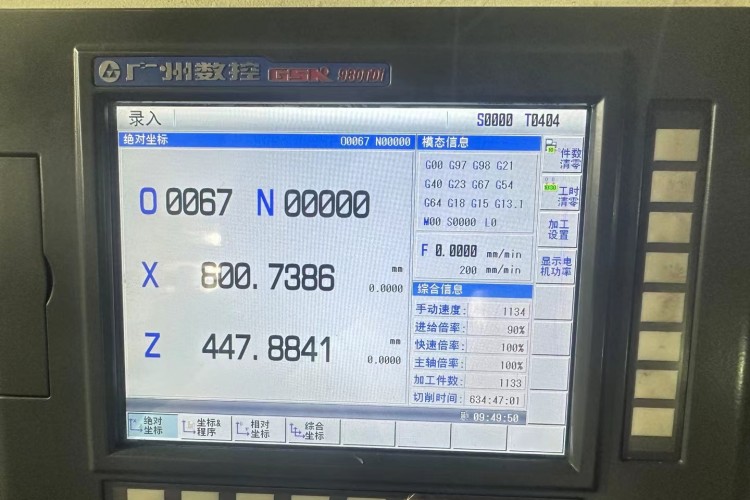 广州数控 GSK 980TDi
录入 S0000 T0404
绝对坐标 O0067 N00000
O 0067 N 00000
X 600.7386 mm 0.0000
Z 447.8841 mm 0.0000
模态信息
G00 G97 G98 G21
G40 G23 G67 G54
G64 G18 G15 G13.1
M00 S0000 L0
F 0.0000 mm/min
200 mm/min
综合信息
手动速度: 1134
进给倍率: 90%
快速倍率: 100%
主轴倍率: 100%
加工件数: 1133
切削时间: 634:47:01
09:49:50
件数
清零
工时
清零
加工
设置
显示电
机功率
绝对
坐标
坐标&
程序
相对
坐标
综合
坐标